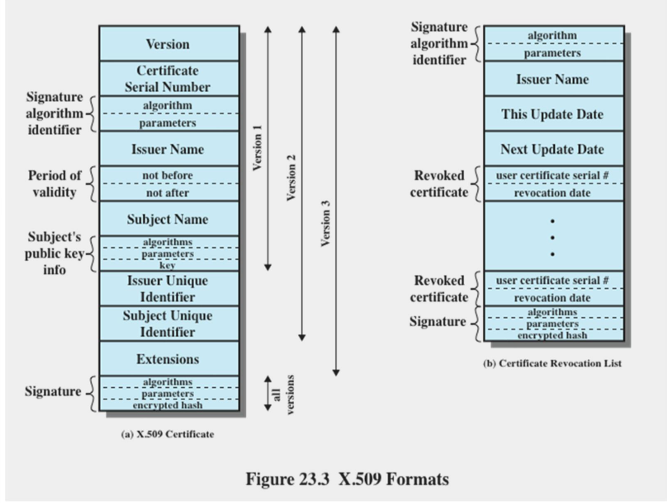 Version
Certificate
Serial Number
Signature
algorithm
identifier
algorithm
parameters
Issuer Name
Period of
validity
not before
not after
Subject Name
Subject's
public key
info
algorithms
parameters
key
Issuer Unique
Identifier
Subject Unique
Identifier
Extensions
Signature
algorithms
parameters
encrypted hash
Version 1
Version 2
Version 3
all
versions
(a) X.509 Certificate
Signature
algorithm
identifier
algorithm
parameters
Issuer Name
This Update Date
Next Update Date
Revoked
certificate
user certificate serial #
revocation date
Revoked
certificate
user certificate serial #
revocation date
Signature
algorithms
parameters
encrypted hash
(b) Certificate Revocation List
Figure 23.3 X.509 Formats